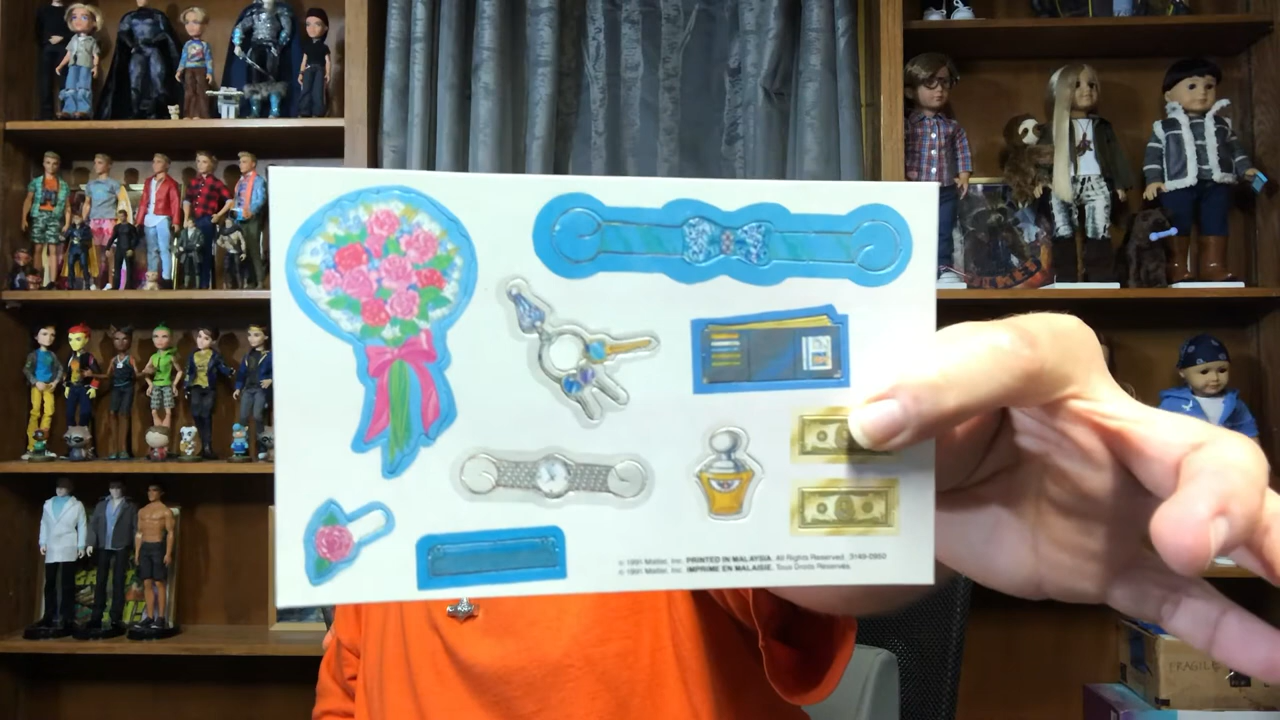 © 1991 Mattel, Inc. PRINTED IN MALAYSIA. All Rights Reserved. 3149-0950
© 1991 Mattel, Inc. IMPRIMÉ EN MALAISIE. Tous Droits Réservés.
FRAGILE